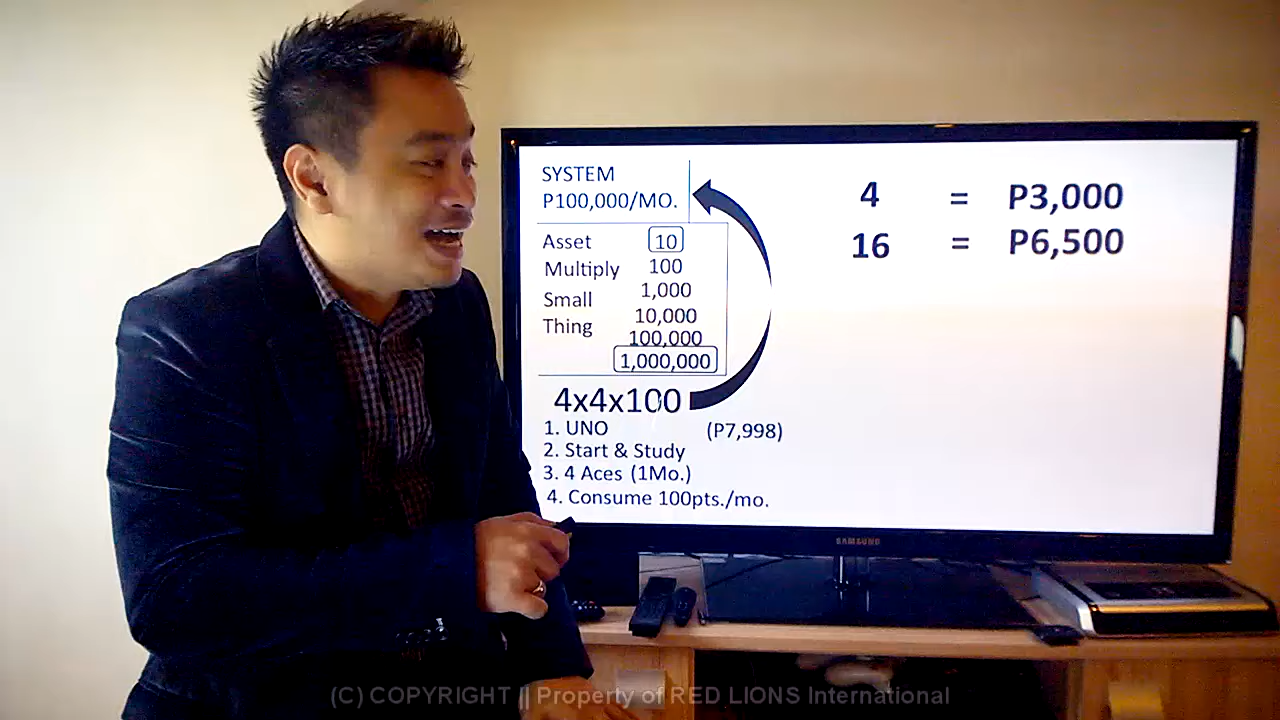 SYSTEM
P100,000/MO.
Asset 10
Multiply 100
Small 1,000
Thing 10,000
100,000
1,000,000
4x4x100
1. UNO (P7,998)
2. Start & Study
3. 4 Aces (1Mo.)
4. Consume 100pts./mo.
4 = P3,000
16 = P6,500
SAMSUNG
(C) COPYRIGHT || Property of RED LIONS International